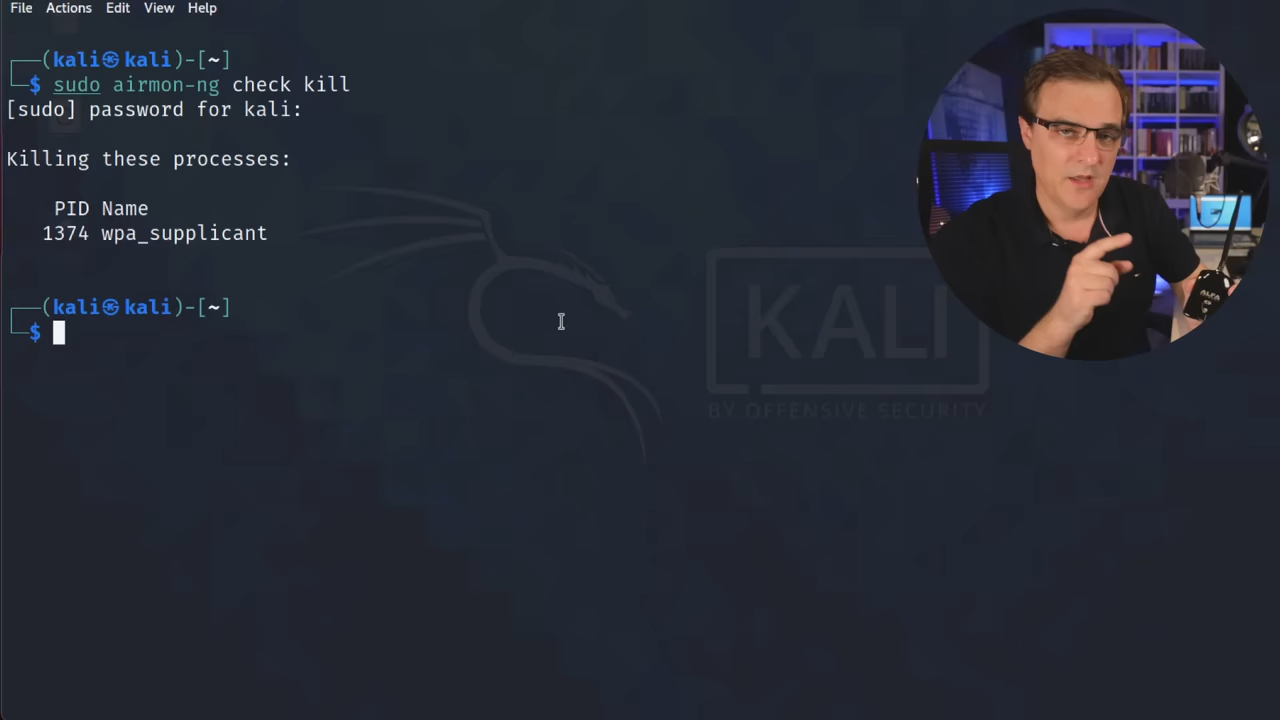 File Actions Edit View Help
┌──(kali㉿kali)-[~]
└─$ sudo airmon-ng check kill
[sudo] password for kali:
Killing these processes:
PID Name
1374 wpa_supplicant
┌──(kali㉿kali)-[~]
└─$
KALI
BY OFFENSIVE SECURITY
ALFA